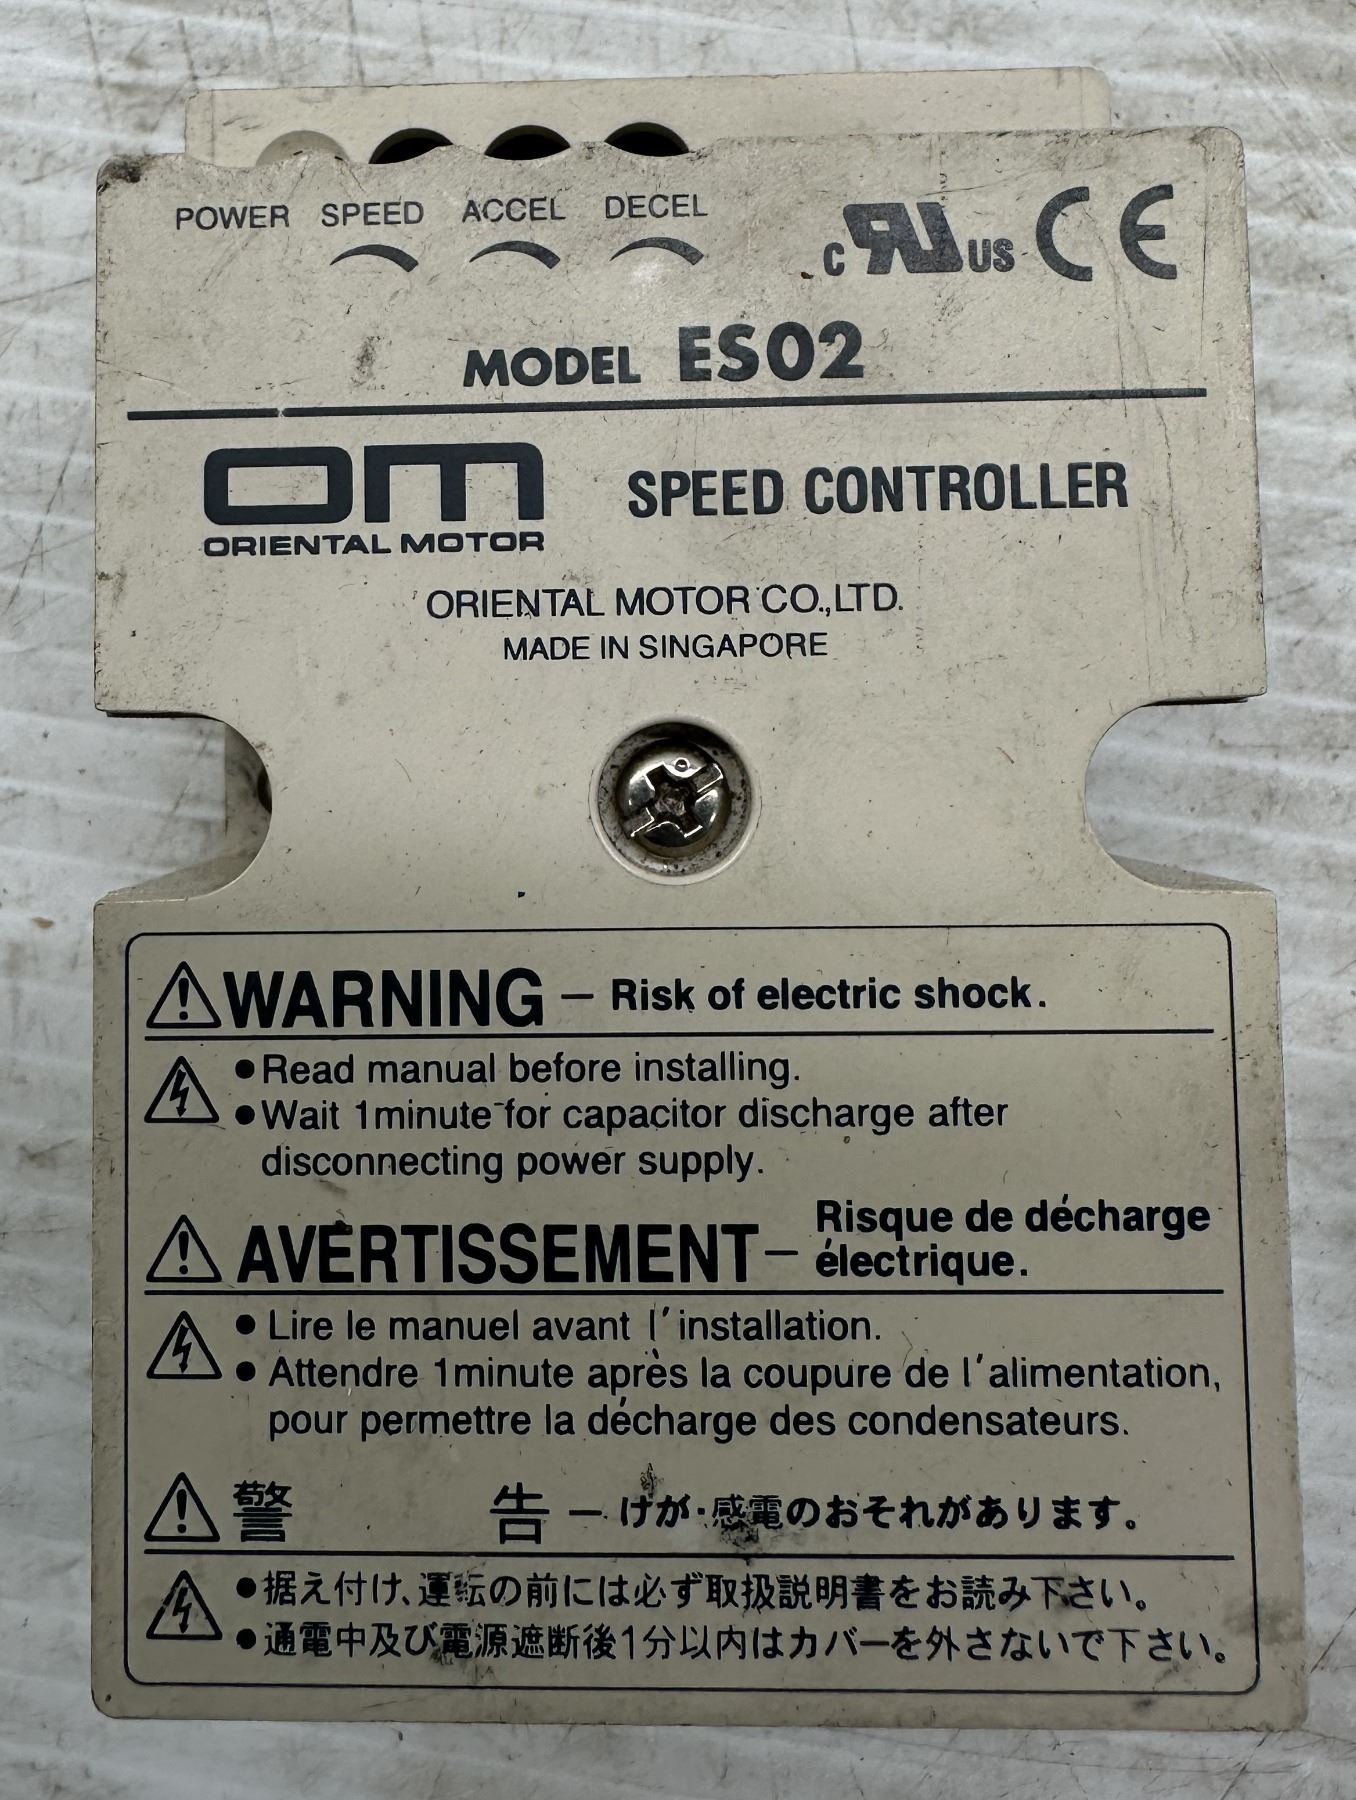 POWER SPEED ACCEL DECEL
c RU US CE
MODEL ES02
OM
ORIENTAL MOTOR
SPEED CONTROLLER
ORIENTAL MOTOR CO.,LTD.
MADE IN SINGAPORE
WARNING – Risk of electric shock.
•Read manual before installing.
•Wait 1minute for capacitor discharge after
disconnecting power supply.
AVERTISSEMENT – Risque de décharge
électrique.
• Lire le manuel avant l'installation.
• Attendre 1minute après la coupure de l'alimentation,
pour permettre la décharge des condensateurs.
警 告 – けが・感電のおそれがあります。
•据え付け、運転の前には必ず取扱説明書をお読み下さい。
•通電中及び電源遮断後1分以内はカバーを外さないで下さい。